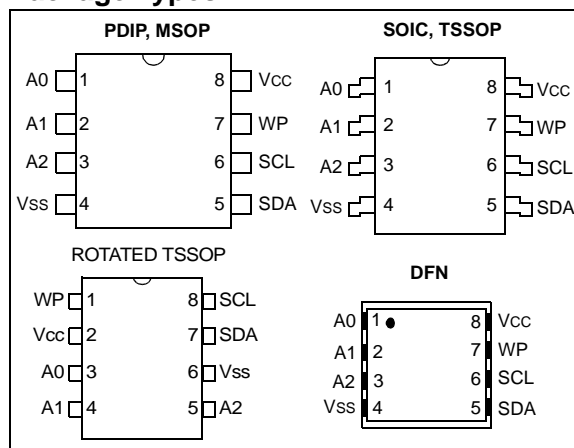 PDIP, MSOP
A0 1 8 VCC
A1 2 7 WP
A2 3 6 SCL
VSS 4 5 SDA
SOIC, TSSOP
A0 1 8 VCC
A1 2 7 WP
A2 3 6 SCL
VSS 4 5 SDA
ROTATED TSSOP
WP 1 8 SCL
Vcc 2 7 SDA
A0 3 6 Vss
A1 4 5 A2
DFN
A0 1 8 VCC
A1 2 7 WP
A2 3 6 SCL
VSS 4 5 SDA